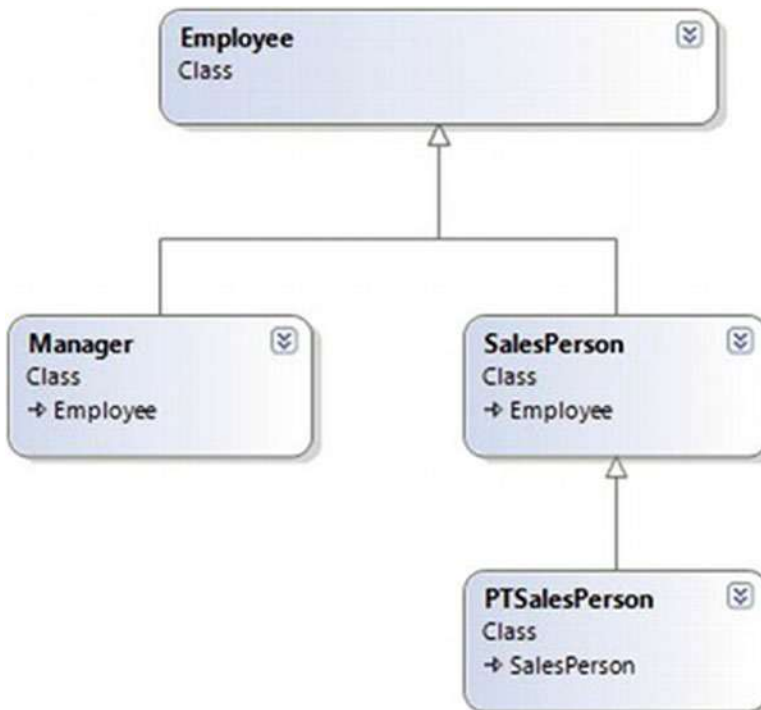 Employee
Class
Manager
Class
Employee
SalesPerson
Class
Employee
PTSalesPerson
Class
SalesPerson